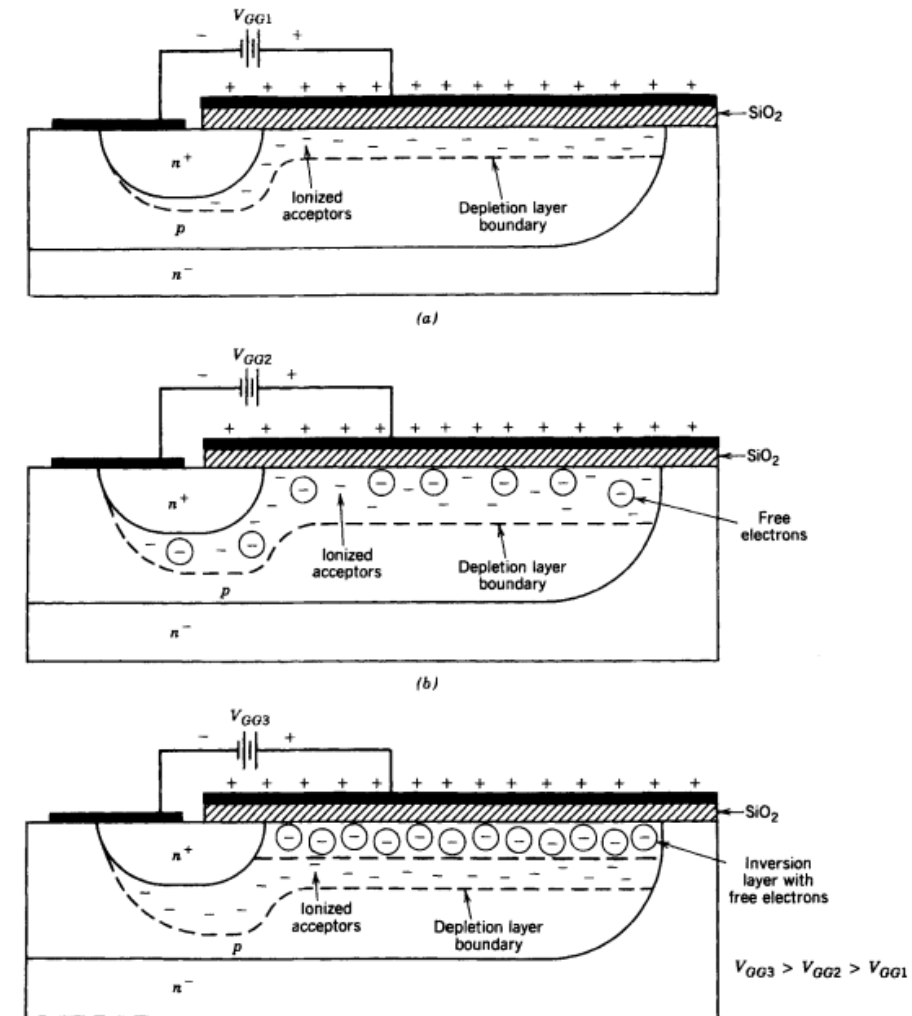 V_GG1
− +
+ + + + + + + + + + + + +
SiO₂
n⁺
Ionized
acceptors
Depletion layer
boundary
p
n⁻
(a)
V_GG2
− +
+ + + + + + + + + + + + +
SiO₂
n⁺
Free
electrons
Ionized
acceptors
Depletion layer
boundary
p
n⁻
(b)
V_GG3
− +
+ + + + + + + + + + + + +
SiO₂
n⁺
Inversion
layer with
free electrons
Ionized
acceptors
Depletion layer
boundary
p
V_GG3 > V_GG2 > V_GG1
n⁻